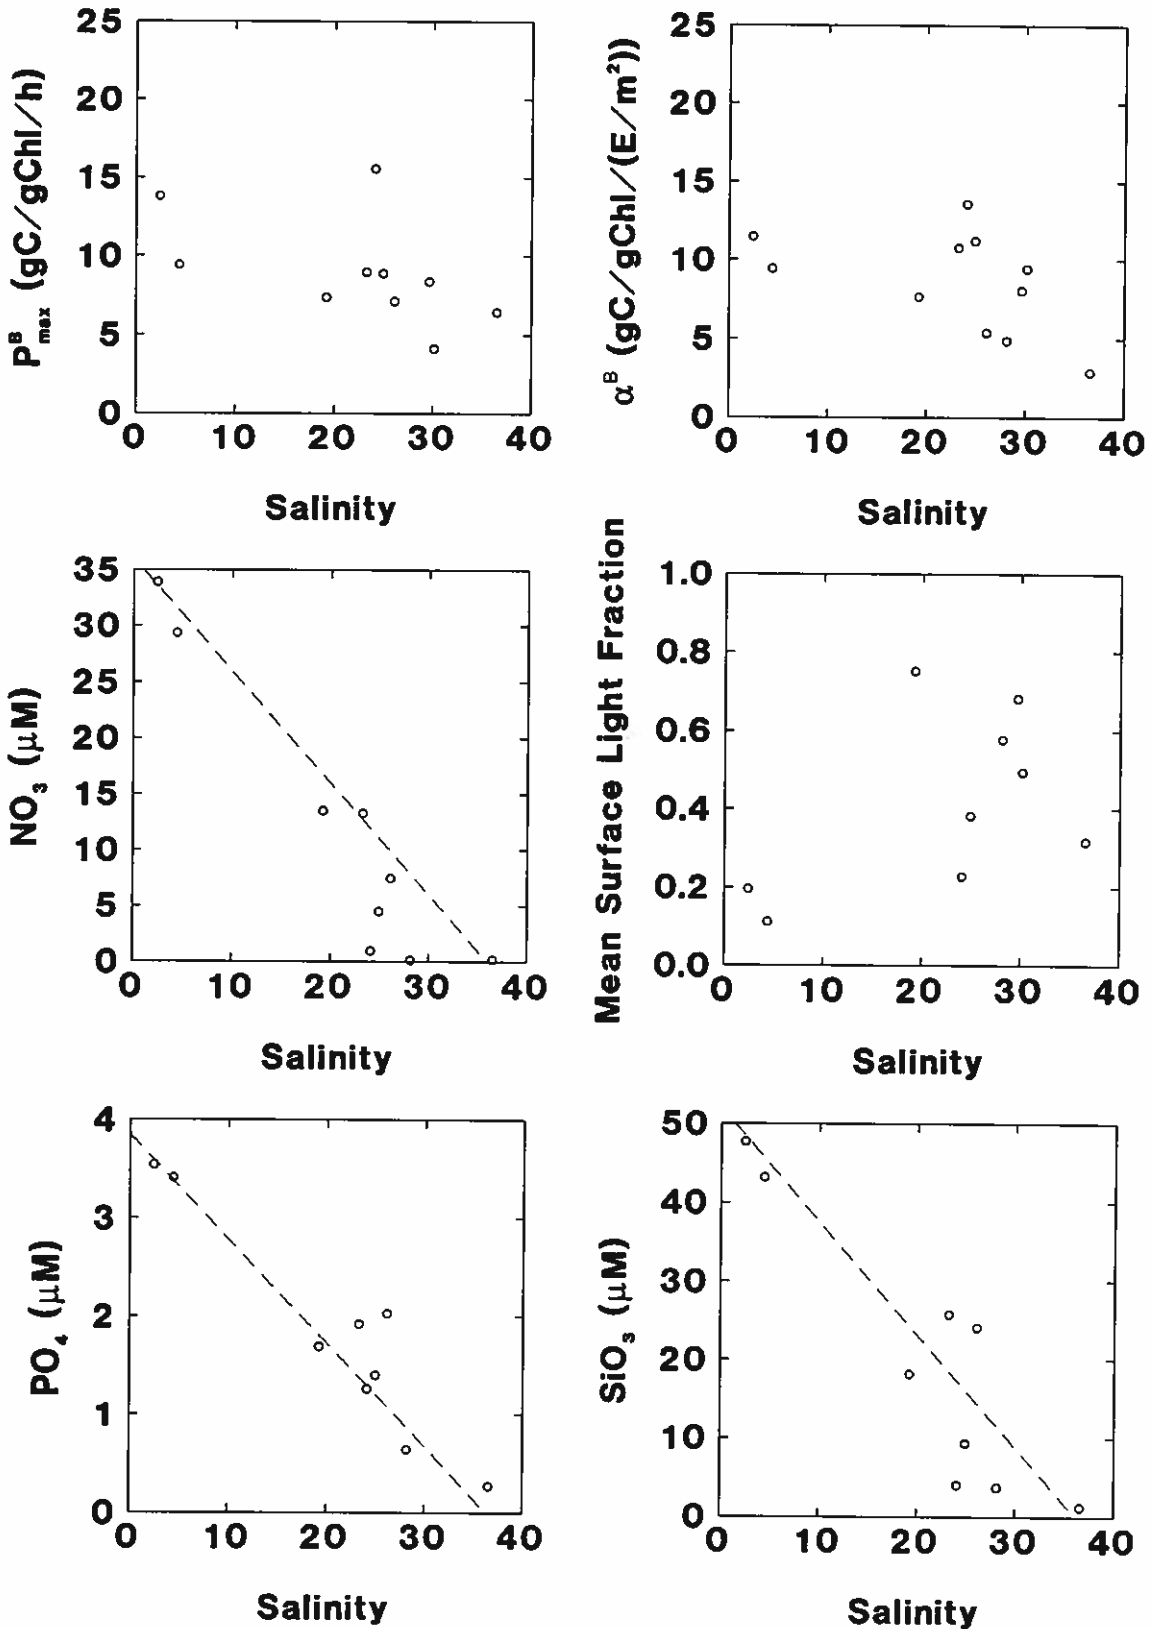 25
20
15
10
5
0
0 10 20 30 40
P^B_max (gC/gChl/h)
Salinity
25
20
15
10
5
0
0 10 20 30 40
α^B (gC/gChl/(E/m²))
Salinity
35
30
25
20
15
10
5
0
0 10 20 30 40
NO₃ (μM)
Salinity
1.0
0.8
0.6
0.4
0.2
0.0
0 10 20 30 40
Mean Surface Light Fraction
Salinity
4
3
2
1
0
0 10 20 30 40
PO₄ (μM)
Salinity
50
40
30
20
10
0
0 10 20 30 40
SiO₃ (μM)
Salinity